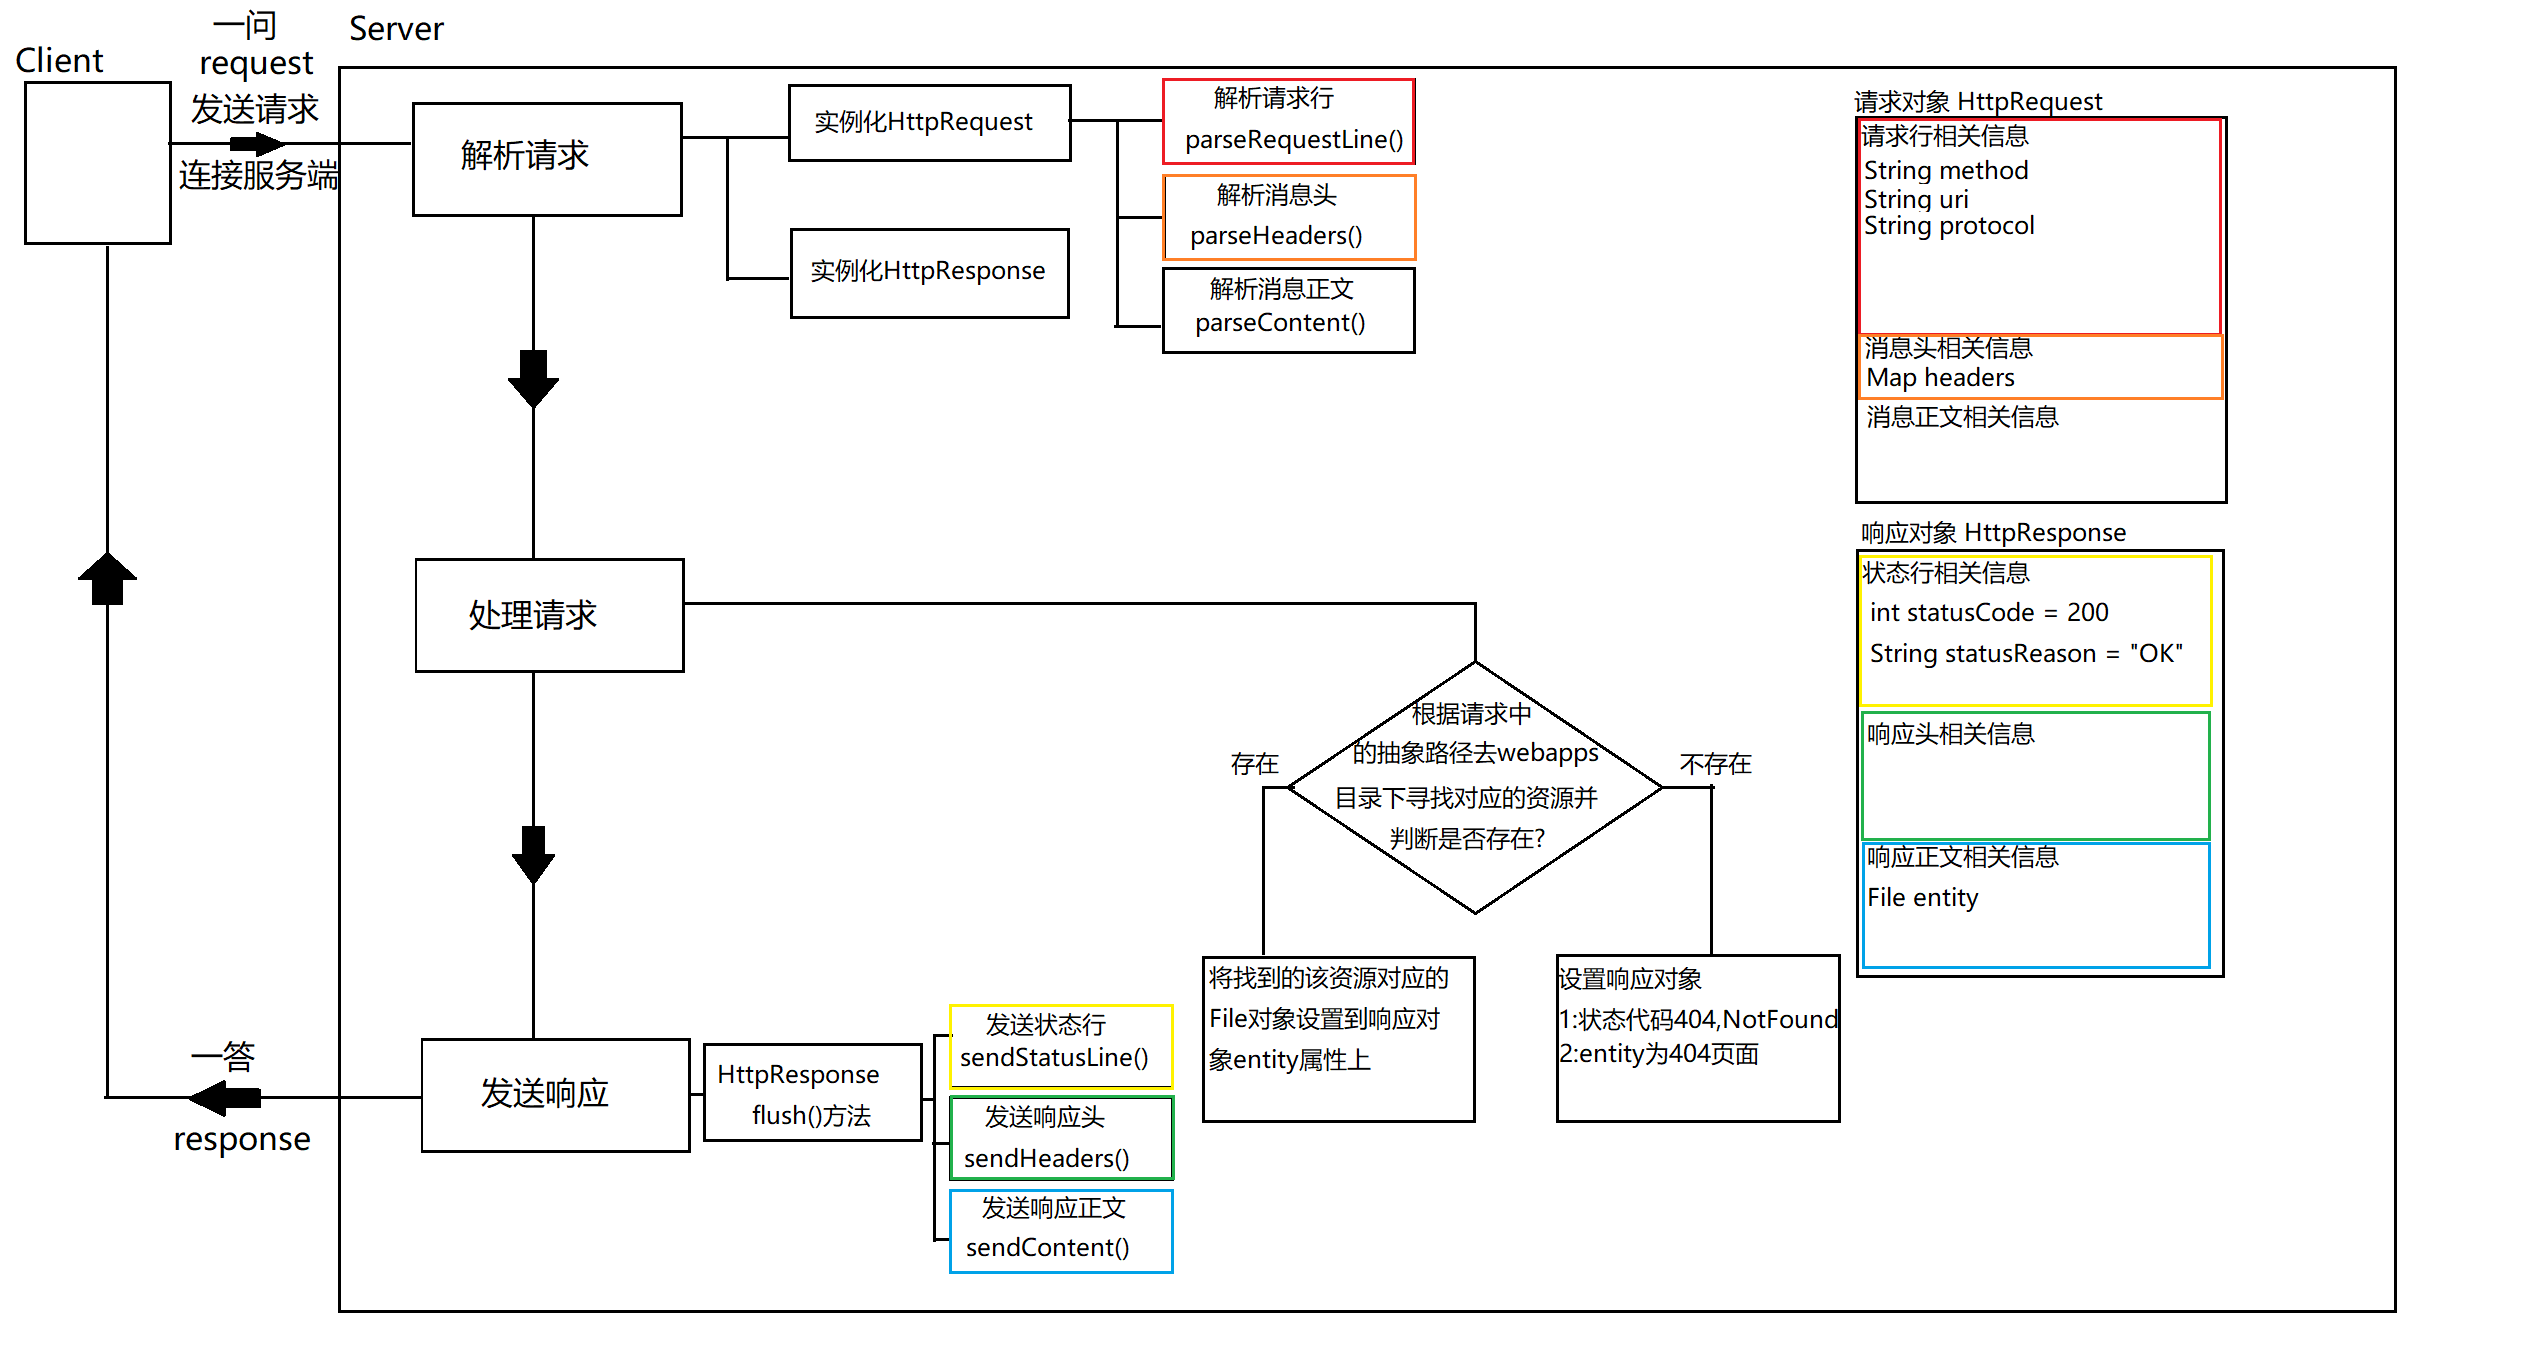 一问
Client
request
发送请求
连接服务端
Server
解析请求
实例化HttpRequest
实例化HttpResponse
解析请求行
parseRequestLine()
解析消息头
parseHeaders()
解析消息正文
parseContent()
请求对象 HttpRequest
请求行相关信息
String method
String uri
String protocol
消息头相关信息
Map headers
消息正文相关信息
响应对象 HttpResponse
状态行相关信息
int statusCode = 200
String statusReason = "OK"
响应头相关信息
响应正文相关信息
File entity
处理请求
根据请求中
的抽象路径去webapps
目录下寻找对应的资源并
判断是否存在?
存在
不存在
将找到的该资源对应的
File对象设置到响应对
象entity属性上
设置响应对象
1:状态代码404,NotFound
2:entity为404页面
发送响应
HttpResponse
flush()方法
发送状态行
sendStatusLine()
发送响应头
sendHeaders()
发送响应正文
sendContent()
一答
response